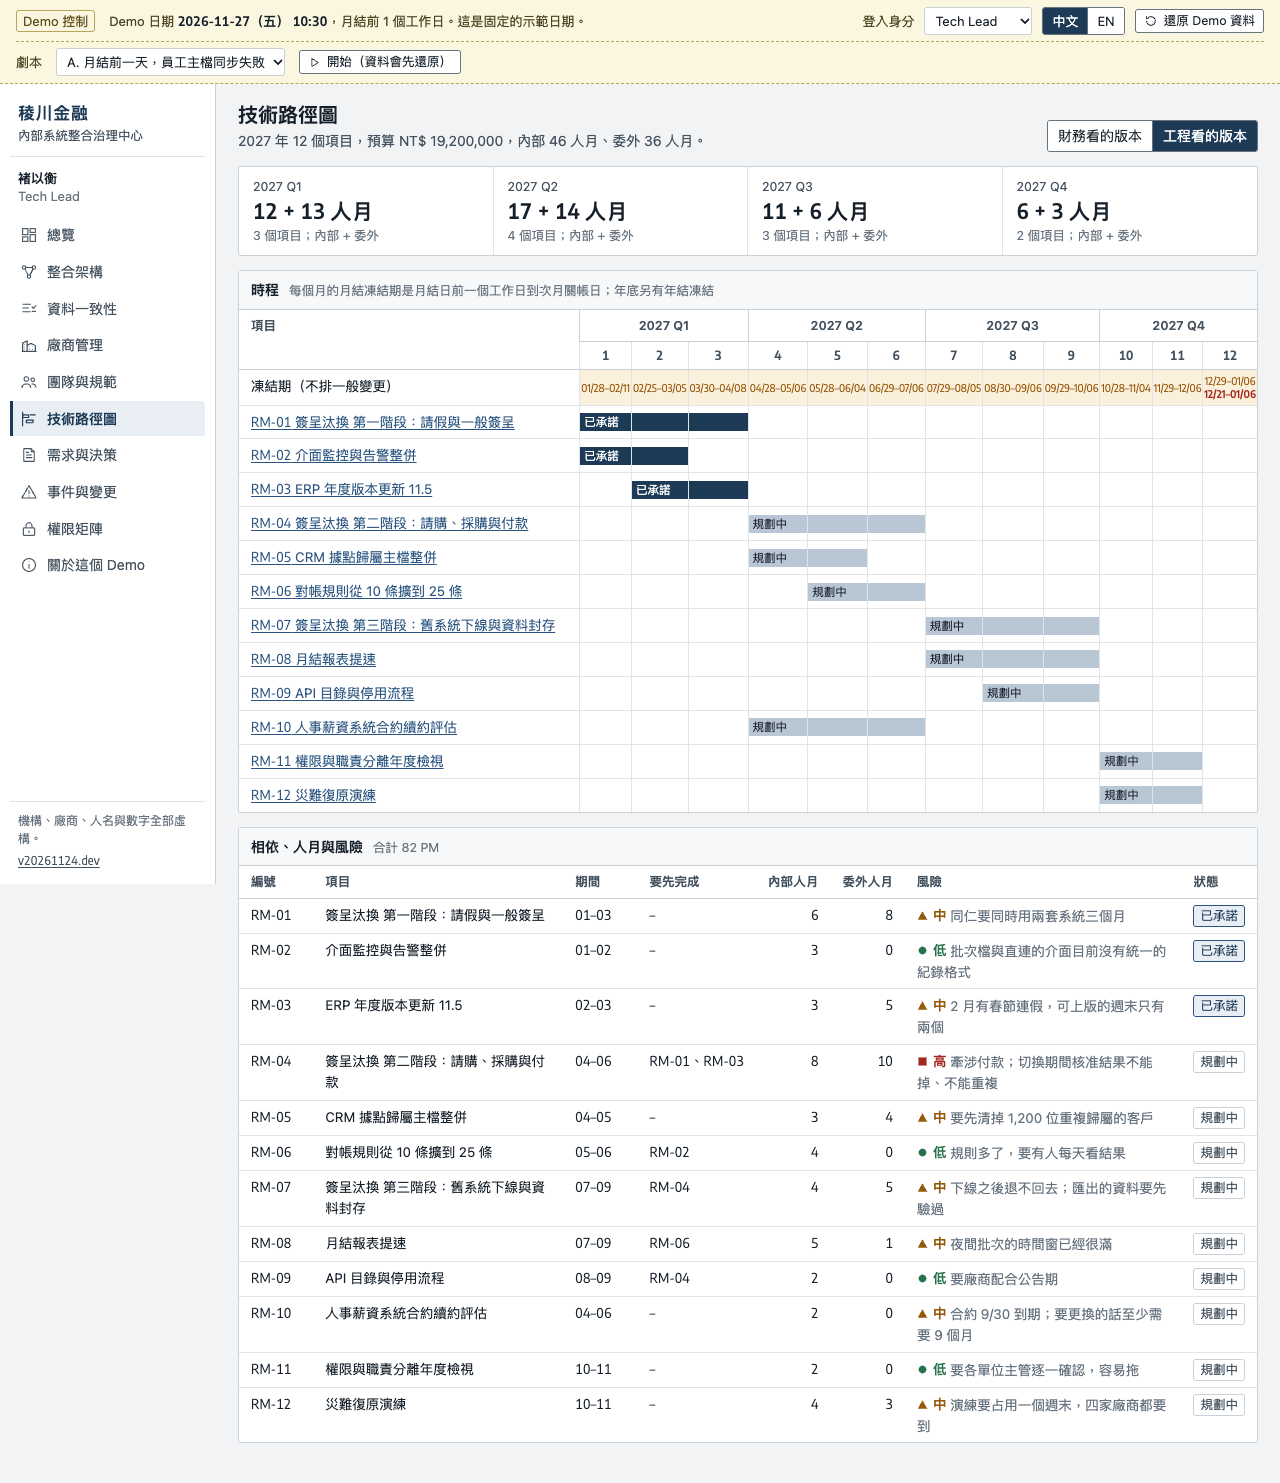 Demo 控制 Demo 日期 2026-11-27（五） 10:30，月結前 1 個工作日。這是固定的示範日期。 登入身分 Tech Lead 中文 EN 還原 Demo 資料
劇本 A. 月結前一天，員工主檔同步失敗 開始（資料會先還原）
稜川金融
內部系統整合治理中心
褚以衡
Tech Lead
總覽
整合架構
資料一致性
廠商管理
團隊與規範
技術路徑圖
需求與決策
事件與變更
權限矩陣
關於這個 Demo
機構、廠商、人名與數字全部虛構。
v20261124.dev
技術路徑圖
2027 年 12 個項目，預算 NT$ 19,200,000，內部 46 人月、委外 36 人月。
財務看的版本 工程看的版本
2027 Q1
12 + 13 人月
3 個項目；內部 + 委外
2027 Q2
17 + 14 人月
4 個項目；內部 + 委外
2027 Q3
11 + 6 人月
3 個項目；內部 + 委外
2027 Q4
6 + 3 人月
2 個項目；內部 + 委外
時程 每個月的月結凍結期是月結日前一個工作日到次月關帳日；年底另有年結凍結
項目 2027 Q1 2027 Q2 2027 Q3 2027 Q4
1 2 3 4 5 6 7 8 9 10 11 12
凍結期（不排一般變更） 01/28–02/11 02/25–03/05 03/30–04/08 04/28–05/06 05/28–06/04 06/29–07/06 07/29–08/05 08/30–09/06 09/29–10/06 10/28–11/04 11/29–12/06 12/29–01/06
12/21–01/06
RM-01 簽呈汰換 第一階段：請假與一般簽呈 已承諾
RM-02 介面監控與告警整併 已承諾
RM-03 ERP 年度版本更新 11.5 已承諾
RM-04 簽呈汰換 第二階段：請購、採購與付款 規劃中
RM-05 CRM 據點歸屬主檔整併 規劃中
RM-06 對帳規則從 10 條擴到 25 條 規劃中
RM-07 簽呈汰換 第三階段：舊系統下線與資料封存 規劃中
RM-08 月結報表提速 規劃中
RM-09 API 目錄與停用流程 規劃中
RM-10 人事薪資系統合約續約評估 規劃中
RM-11 權限與職責分離年度檢視 規劃中
RM-12 災難復原演練 規劃中
相依、人月與風險 合計 82 PM
編號 項目 期間 要先完成 內部人月 委外人月 風險 狀態
RM-01 簽呈汰換 第一階段：請假與一般簽呈 01–03 – 6 8 ▲ 中 同仁要同時用兩套系統三個月 已承諾
RM-02 介面監控與告警整併 01–02 – 3 0 ● 低 批次檔與直連的介面目前沒有統一的紀錄格式 已承諾
RM-03 ERP 年度版本更新 11.5 02–03 – 3 5 ▲ 中 2 月有春節連假，可上版的週末只有兩個 已承諾
RM-04 簽呈汰換 第二階段：請購、採購與付款 04–06 RM-01、RM-03 8 10 ■ 高 牽涉付款；切換期間核准結果不能掉、不能重複 規劃中
RM-05 CRM 據點歸屬主檔整併 04–05 – 3 4 ▲ 中 要先清掉 1,200 位重複歸屬的客戶 規劃中
RM-06 對帳規則從 10 條擴到 25 條 05–06 RM-02 4 0 ● 低 規則多了，要有人每天看結果 規劃中
RM-07 簽呈汰換 第三階段：舊系統下線與資料封存 07–09 RM-04 4 5 ▲ 中 下線之後退不回去；匯出的資料要先驗過 規劃中
RM-08 月結報表提速 07–09 RM-06 5 1 ▲ 中 夜間批次的時間窗已經很滿 規劃中
RM-09 API 目錄與停用流程 08–09 RM-04 2 0 ● 低 要廠商配合公告期 規劃中
RM-10 人事薪資系統合約續約評估 04–06 – 2 0 ▲ 中 合約 9/30 到期；要更換的話至少需要 9 個月 規劃中
RM-11 權限與職責分離年度檢視 10–11 – 2 0 ● 低 要各單位主管逐一確認，容易拖 規劃中
RM-12 災難復原演練 10–11 – 4 3 ▲ 中 演練要占用一個週末，四家廠商都要到 規劃中